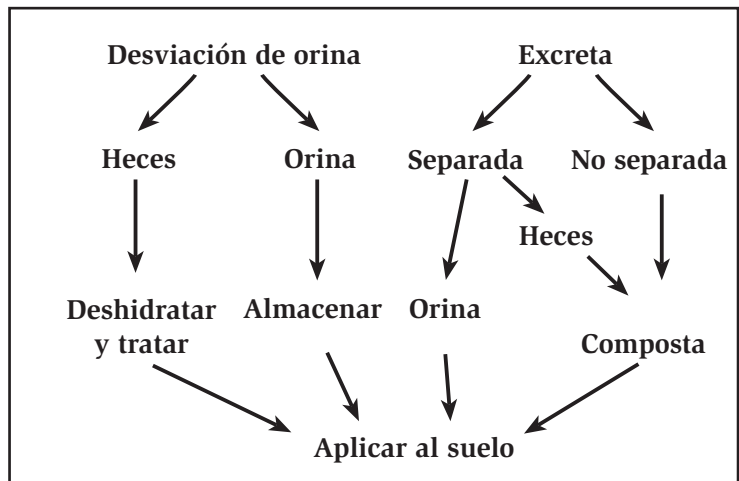 Desviación de orina
Excreta
Heces
Orina
Separada
No separada
Heces
Deshidratar
y tratar
Almacenar
Orina
Composta
Aplicar al suelo